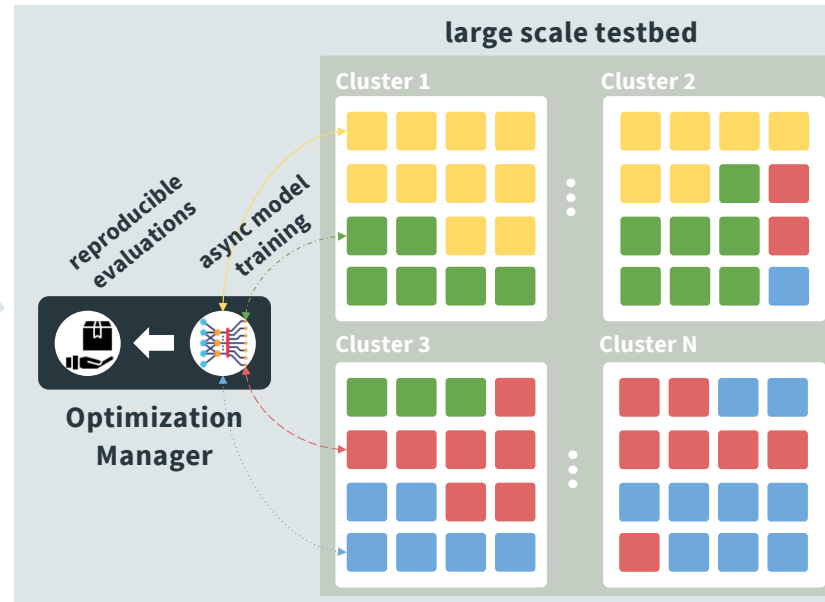 large scale testbed
Cluster 1
Cluster 2
reproducible
evaluations
async model
training
Cluster 3
Cluster N
Optimization
Manager